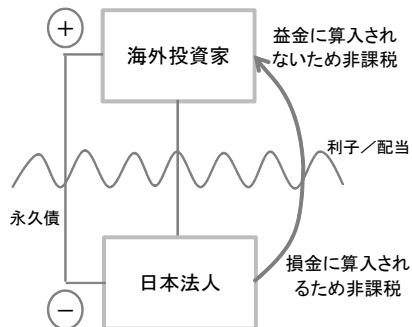 +
海外投資家
益金に算入され
ないため非課税
利子／配当
永久債
日本法人
損金に算入され
るため非課税
−